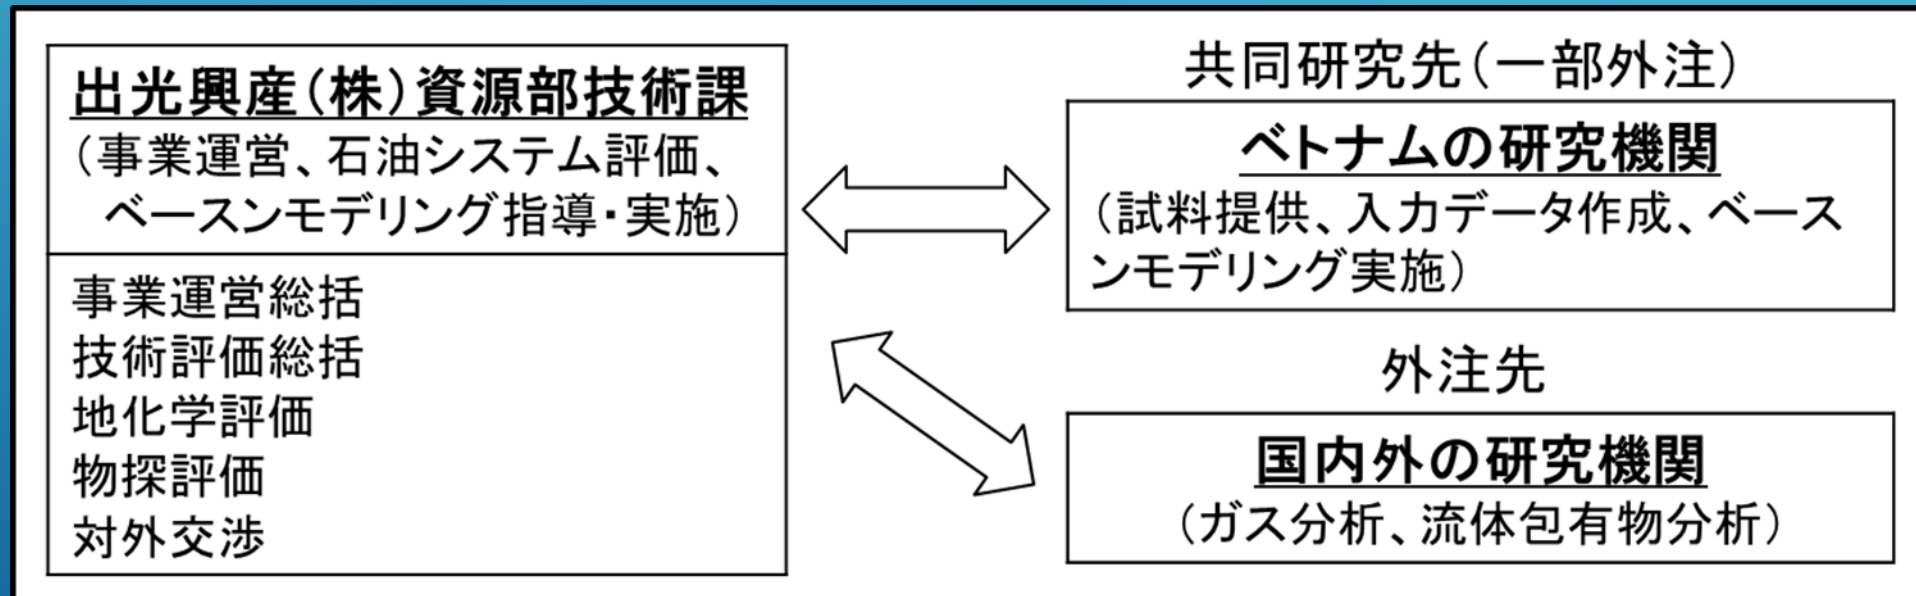 出光興産(株)資源部技術課
(事業運営、石油システム評価、
ベースンモデリング指導・実施)
事業運営総括
技術評価総括
地化学評価
物探評価
対外交渉
共同研究先(一部外注)
ベトナムの研究機関
(試料提供、入力データ作成、ベース
ンモデリング実施)
外注先
国内外の研究機関
(ガス分析、流体包有物分析)